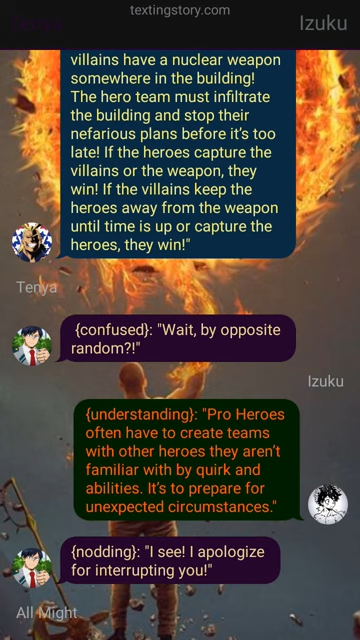 textingstory.com
Tenya
Izuku
villains have a nuclear weapon
somewhere in the building!
The hero team must infiltrate
the building and stop their
nefarious plans before it's too
late! If the heroes capture the
villains or the weapon, they
win! If the villains keep the
heroes away from the weapon
until time is up or capture the
heroes, they win!"
Tenya
{confused}: "Wait, by opposite
random?!"
Izuku
{understanding}: "Pro Heroes
often have to create teams
with other heroes they aren't
familiar with by quirk and
abilities. It's to prepare for
unexpected circumstances."
{nodding}: "I see! I apologize
for interrupting you!"
All Might